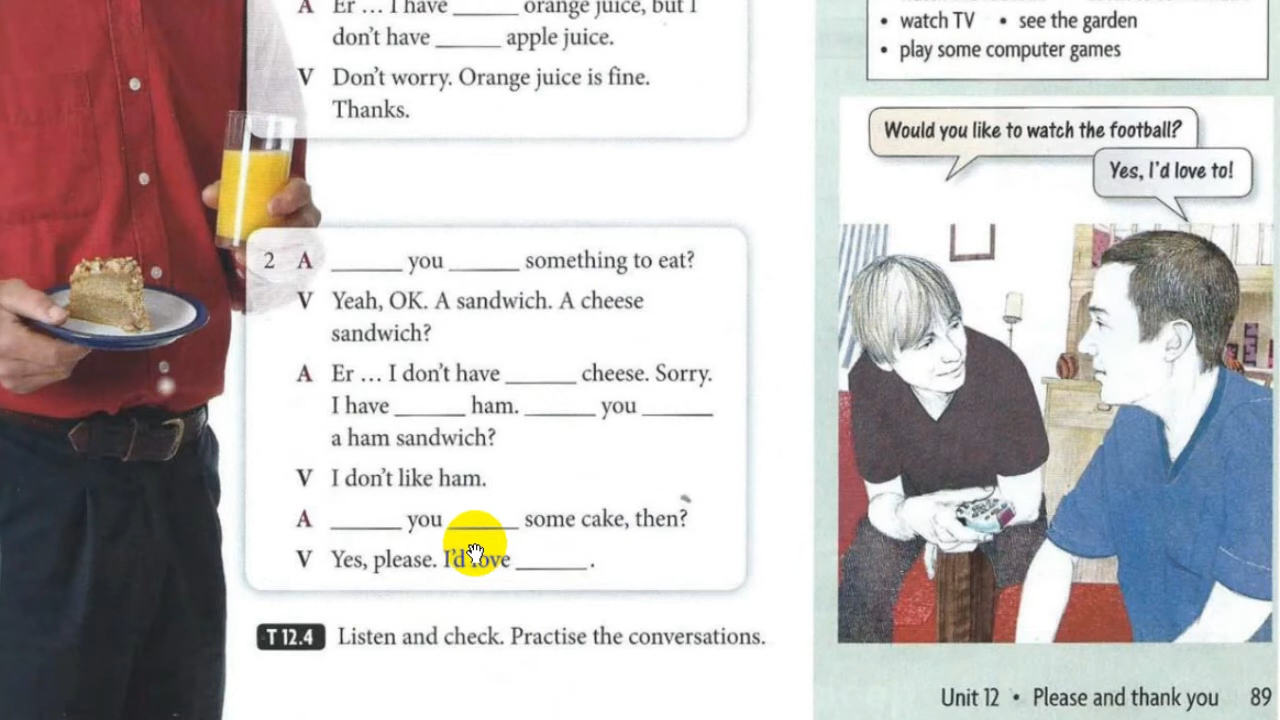 A Er ... I have ______ orange juice, but I
don't have ______ apple juice.
V Don't worry. Orange juice is fine.
Thanks.
2 A ______ you ______ something to eat?
V Yeah, OK. A sandwich. A cheese
sandwich?
A Er ... I don't have ______ cheese. Sorry.
I have ______ ham. ______ you ______
a ham sandwich?
V I don't like ham.
A ______ you ______ some cake, then?
V Yes, please. I'd love ______.
T 12.4 Listen and check. Practise the conversations.
• watch TV • see the garden
• play some computer games
Would you like to watch the football?
Yes, I'd love to!
Unit 12 • Please and thank you 89